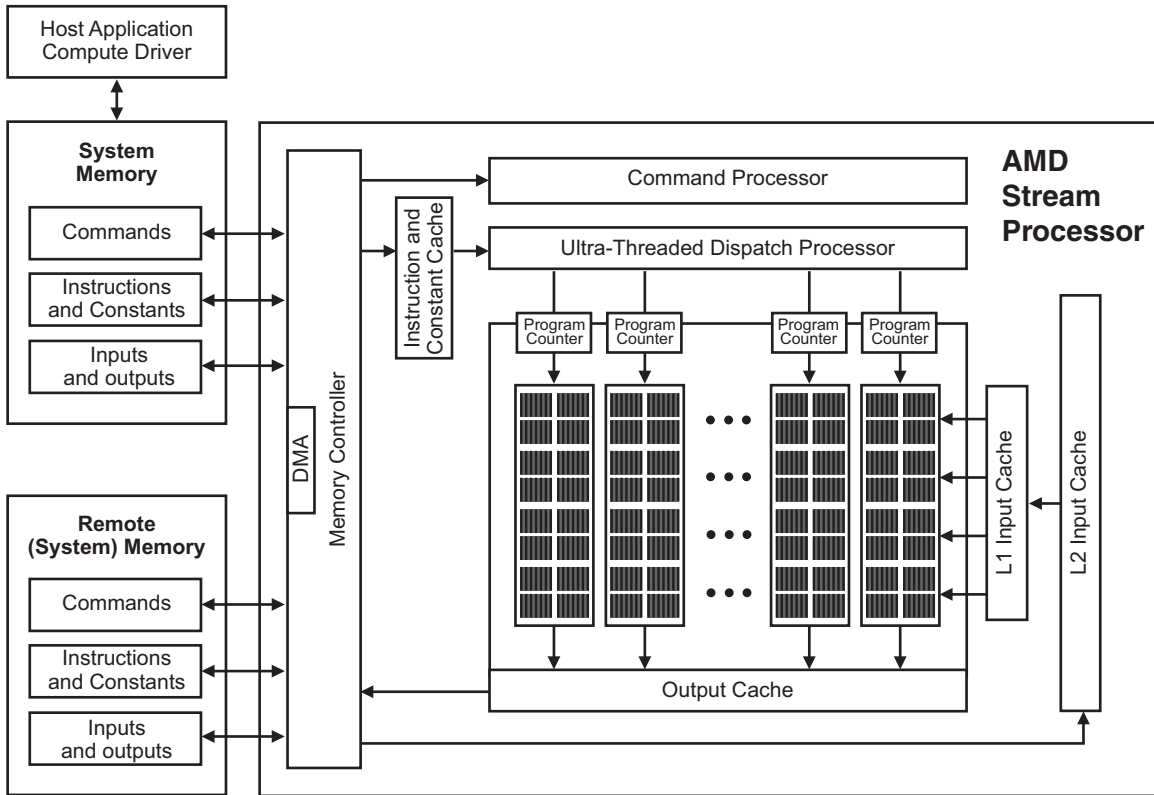 Host Application
Compute Driver
System
Memory
Commands
Instructions
and Constants
Inputs
and outputs
Remote
(System) Memory
Commands
Instructions
and Constants
Inputs
and outputs
DMA
Memory Controller
AMD
Stream
Processor
Command Processor
Instruction and
Constant Cache
Ultra-Threaded Dispatch Processor
Program
Counter
Program
Counter
Program
Counter
Program
Counter
L1 Input Cache
L2 Input Cache
Output Cache